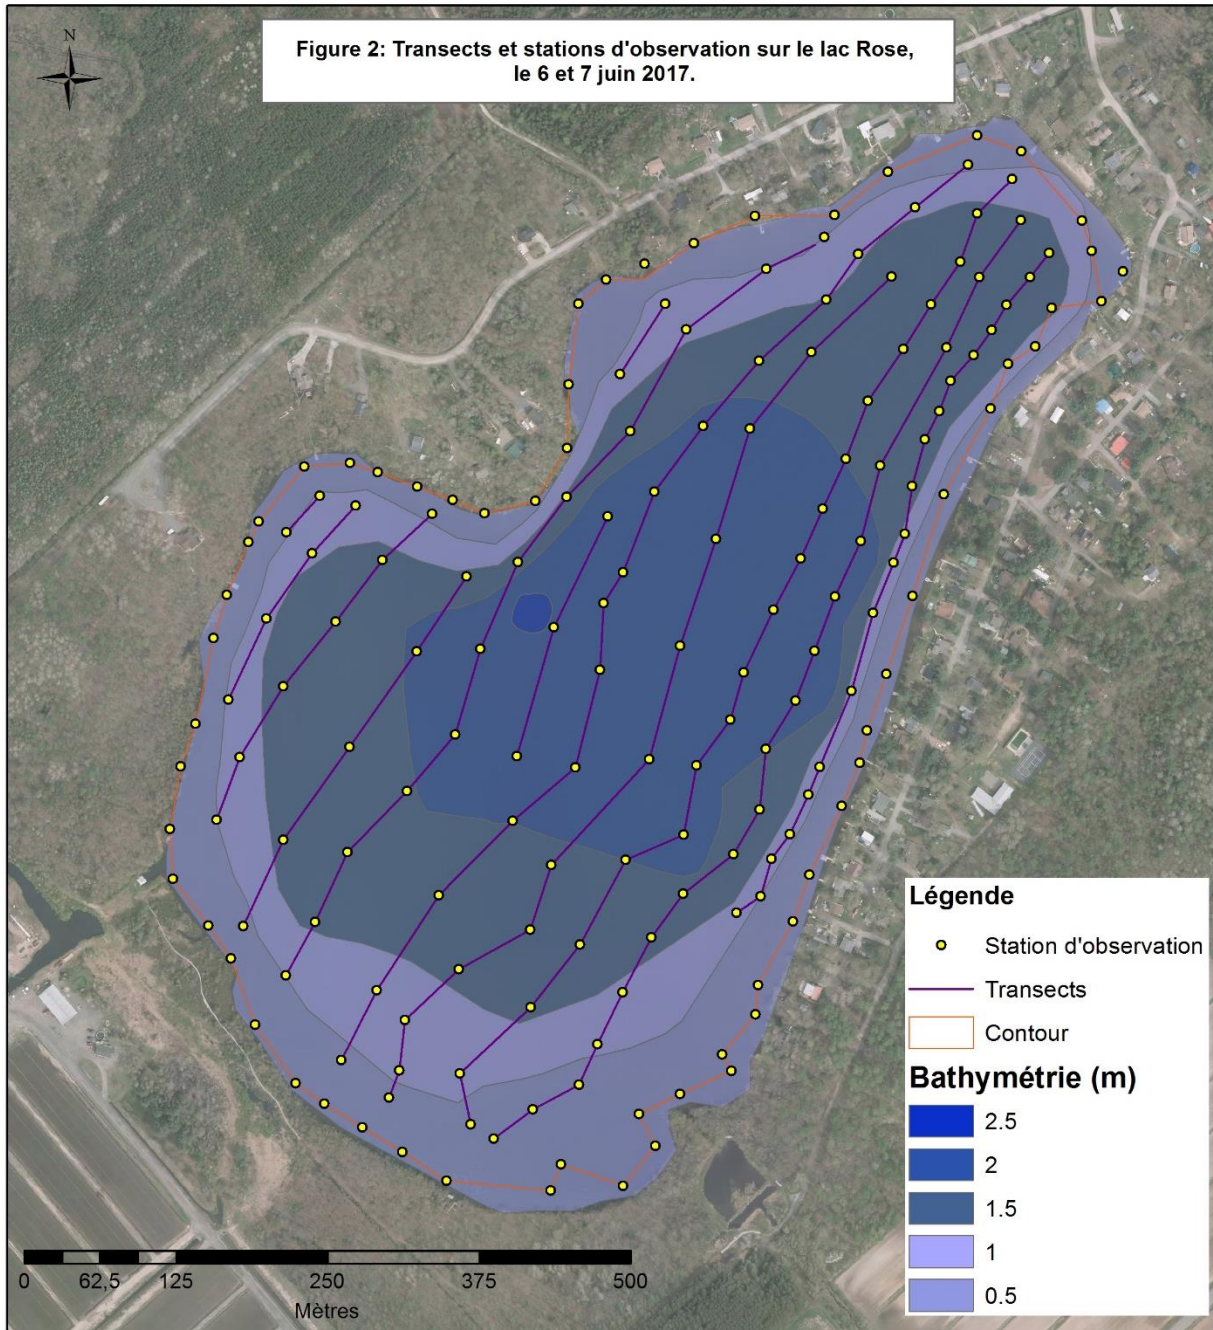 Figure 2: Transects et stations d'observation sur le lac Rose,
le 6 et 7 juin 2017.
N
Légende
Station d'observation
Transects
Contour
Bathymétrie (m)
2.5
2
1.5
1
0.5
0 62,5 125 250 375 500
Mètres